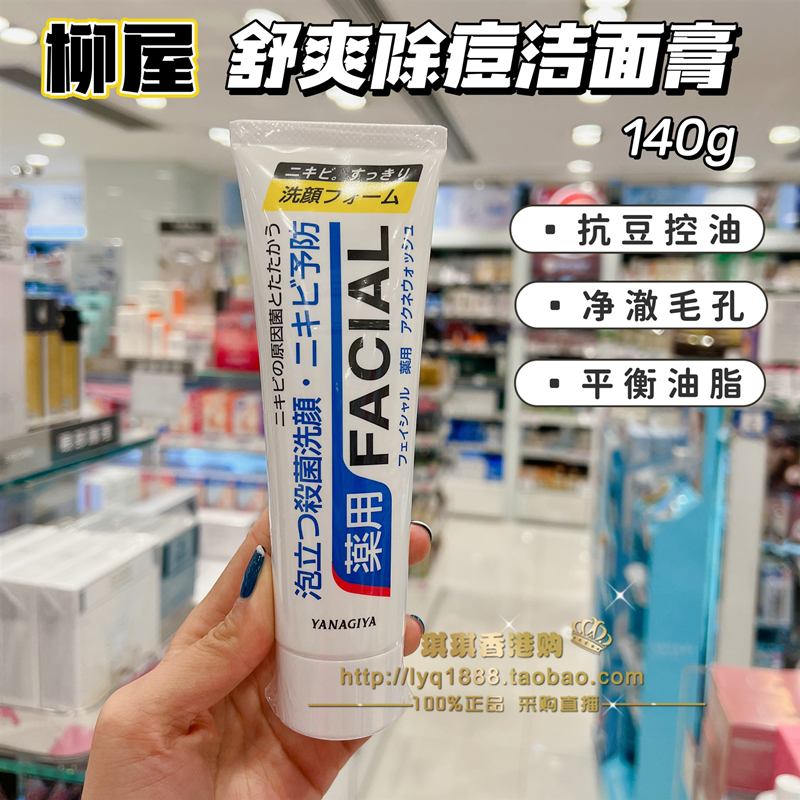 柳屋 舒爽除痘洁面膏
140g
▪ 抗豆控油
▪ 净澈毛孔
▪ 平衡油脂
ニキビ。すっきり
洗顔フォーム
ニキビの原因菌とたたかう
泡立つ殺菌洗顔・ニキビ予防
薬用 FACIAL
フェイシャル 薬用 アクネウォッシュ
YANAGIYA
琪琪香港购
http://lyq1888.taobao.com
100%正品 采购直播